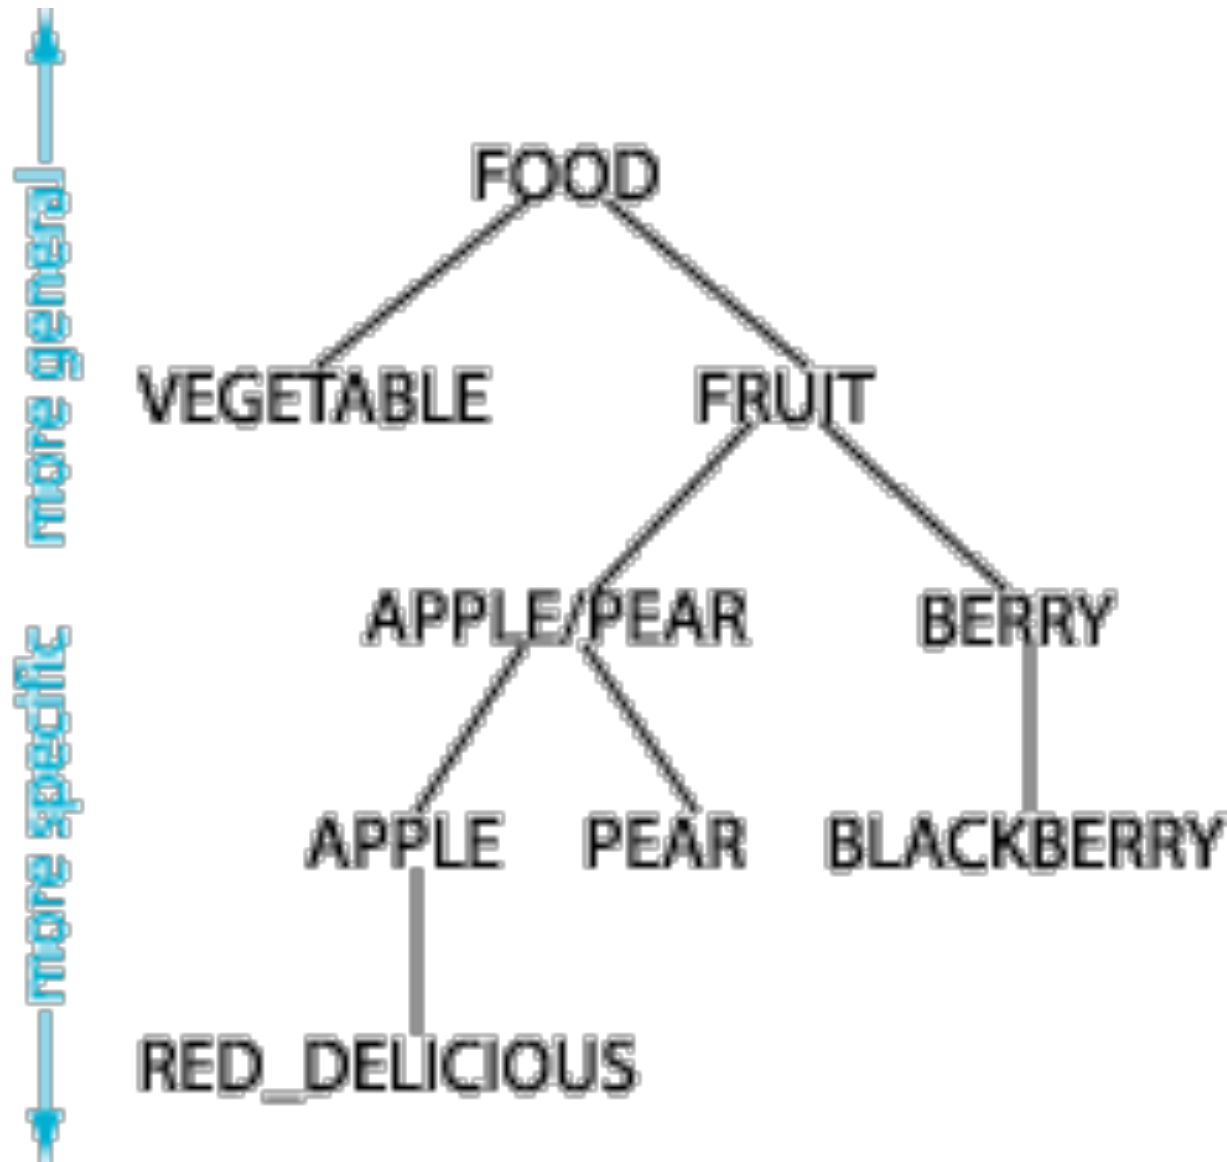 more general
more specific
FOOD
VEGETABLE FRUIT
APPLE/PEAR BERRY
APPLE PEAR BLACKBERRY
RED_DELICIOUS